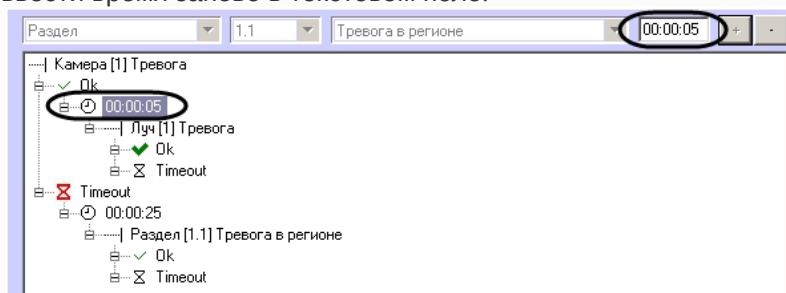 ввести время заново в текстовом поле.
Раздел 1.1 Тревога в регионе 00:00:05 + -
Камера [1] Тревога
Ok
00:00:05
Луч [1] Тревога
Ok
Timeout
Timeout
00:00:25
Раздел [1.1] Тревога в регионе
Ok
Timeout